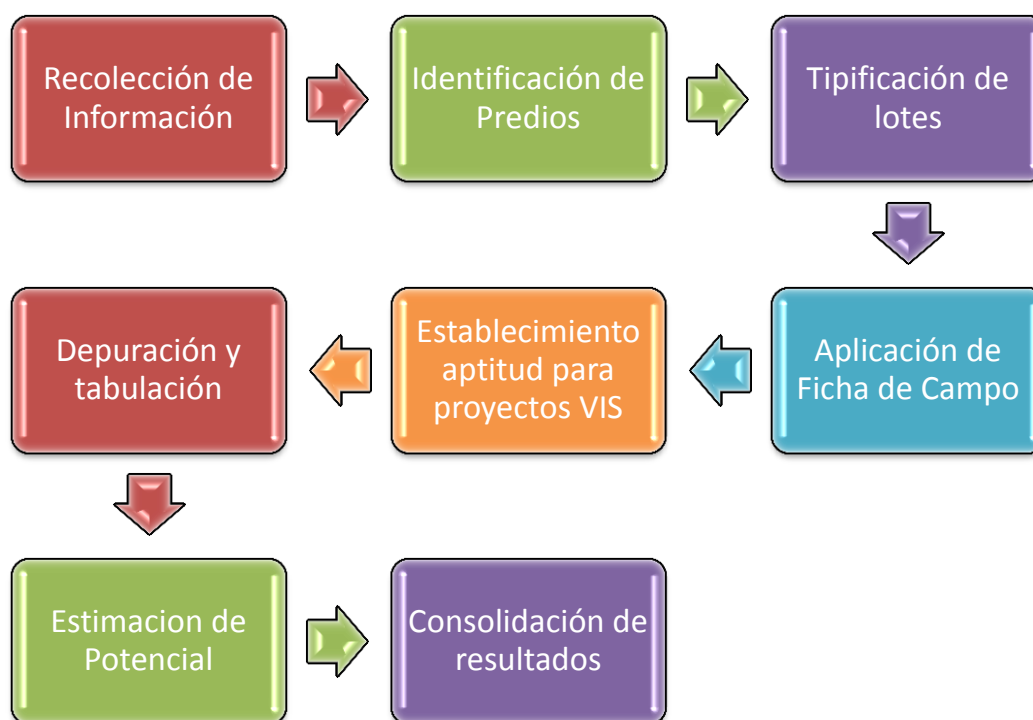 Recolección de
Información
Identificación de
Predios
Tipificación de
lotes
Aplicación de
Ficha de Campo
Establecimiento
aptitud para
proyectos VIS
Depuración y
tabulación
Estimacion de
Potencial
Consolidación de
resultados